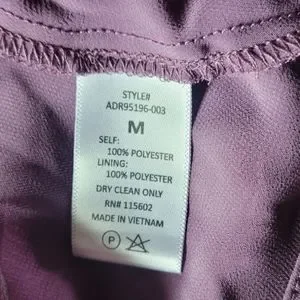 STYLE#
ADR95196-003
M
SELF:
100% POLYESTER
LINING:
100% POLYESTER
DRY CLEAN ONLY
RN# 115602
MADE IN VIETNAM
P